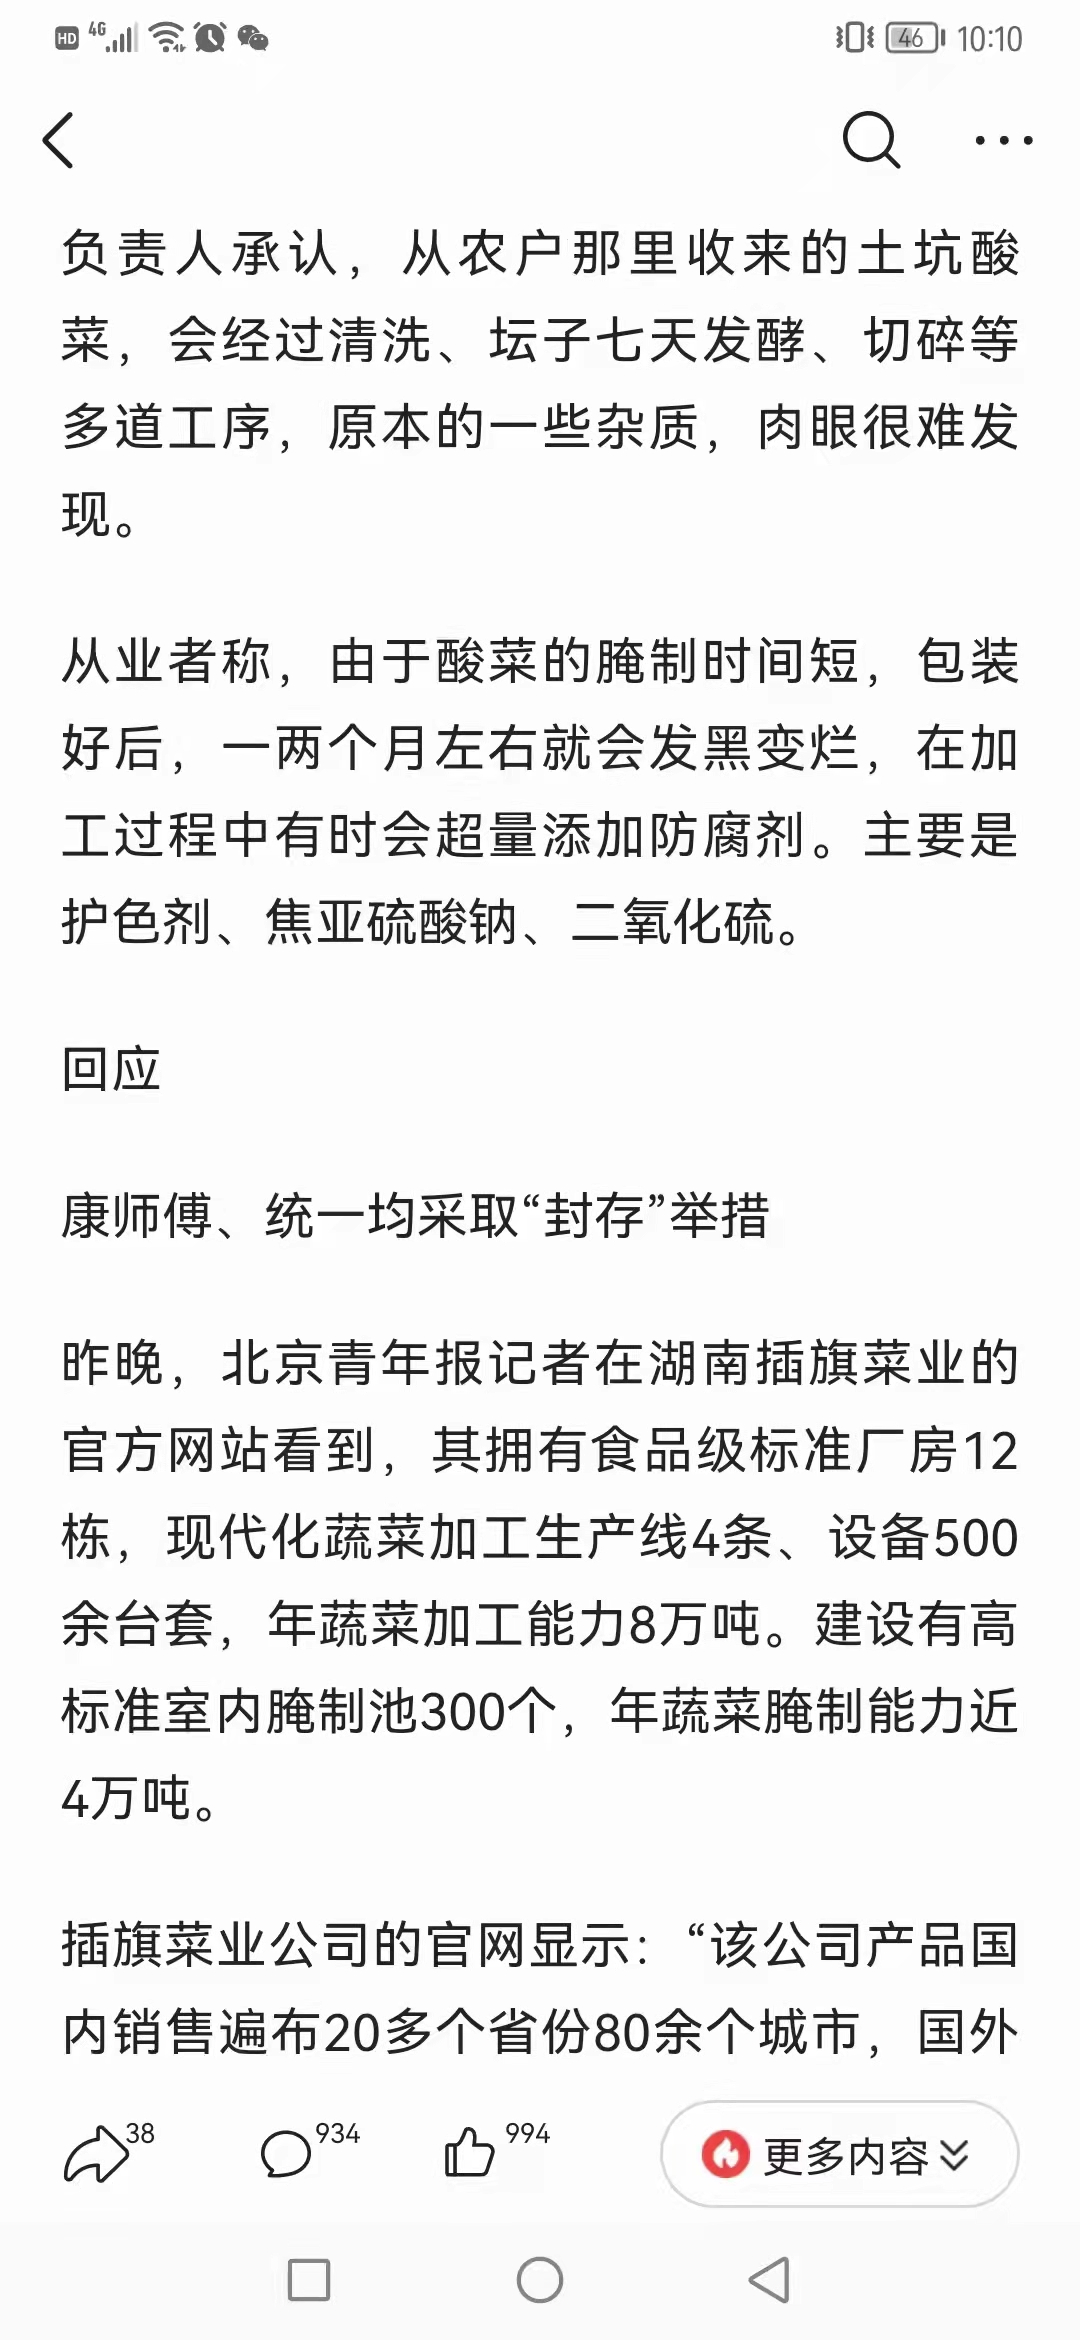 HD 4G 46 10:10
负责人承认，从农户那里收来的土坑酸
菜，会经过清洗、坛子七天发酵、切碎等
多道工序，原本的一些杂质，肉眼很难发
现。
从业者称，由于酸菜的腌制时间短，包装
好后，一两个月左右就会发黑变烂，在加
工过程中有时会超量添加防腐剂。主要是
护色剂、焦亚硫酸钠、二氧化硫。
回应
康师傅、统一均采取“封存”举措
昨晚，北京青年报记者在湖南插旗菜业的
官方网站看到，其拥有食品级标准厂房12
栋，现代化蔬菜加工生产线4条、设备500
余台套，年蔬菜加工能力8万吨。建设有高
标准室内腌制池300个，年蔬菜腌制能力近
4万吨。
插旗菜业公司的官网显示：“该公司产品国
内销售遍布20多个省份80余个城市，国外
38 934 994 更多内容